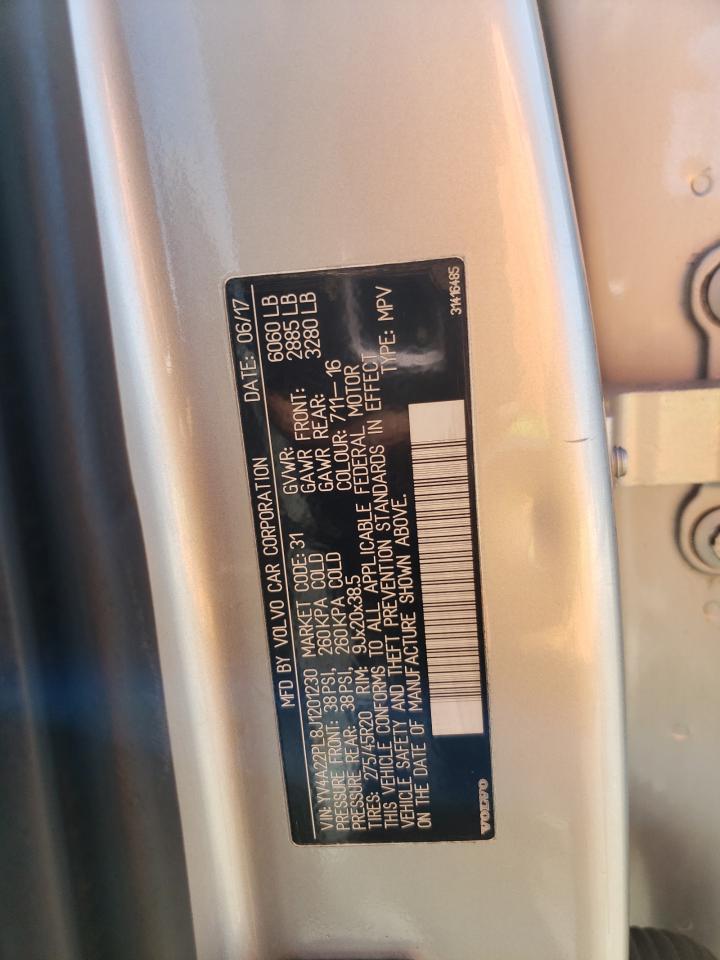 MFD BY VOLVO CAR CORPORATION DATE: 06/17
VIN: YV4A22PL8J1201230 MARKET CODE: 31 GVWR: 6060 LB
PRESSURE FRONT: 38 PSI, 260 KPA COLD GAWR FRONT: 2885 LB
PRESSURE REAR: 38 PSI, 260 KPA COLD GAWR REAR: 3280 LB
TIRES: 275/45R20 RIM: 9Jx20x38.5 COLOUR: 711-16
THIS VEHICLE CONFORMS TO ALL APPLICABLE FEDERAL MOTOR
VEHICLE SAFETY AND THEFT PREVENTION STANDARDS IN EFFECT
ON THE DATE OF MANUFACTURE SHOWN ABOVE. TYPE: MPV
VOLVO 31416485